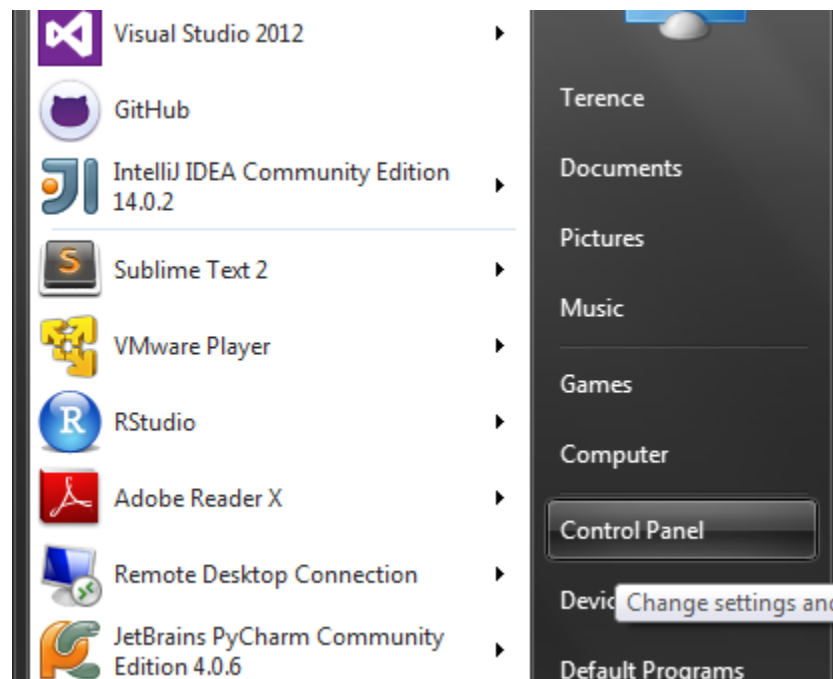 Visual Studio 2012
GitHub
IntelliJ IDEA Community Edition
14.0.2
Sublime Text 2
VMware Player
RStudio
Adobe Reader X
Remote Desktop Connection
JetBrains PyCharm Community
Edition 4.0.6
Terence
Documents
Pictures
Music
Games
Computer
Control Panel
Change settings and
Default Programs